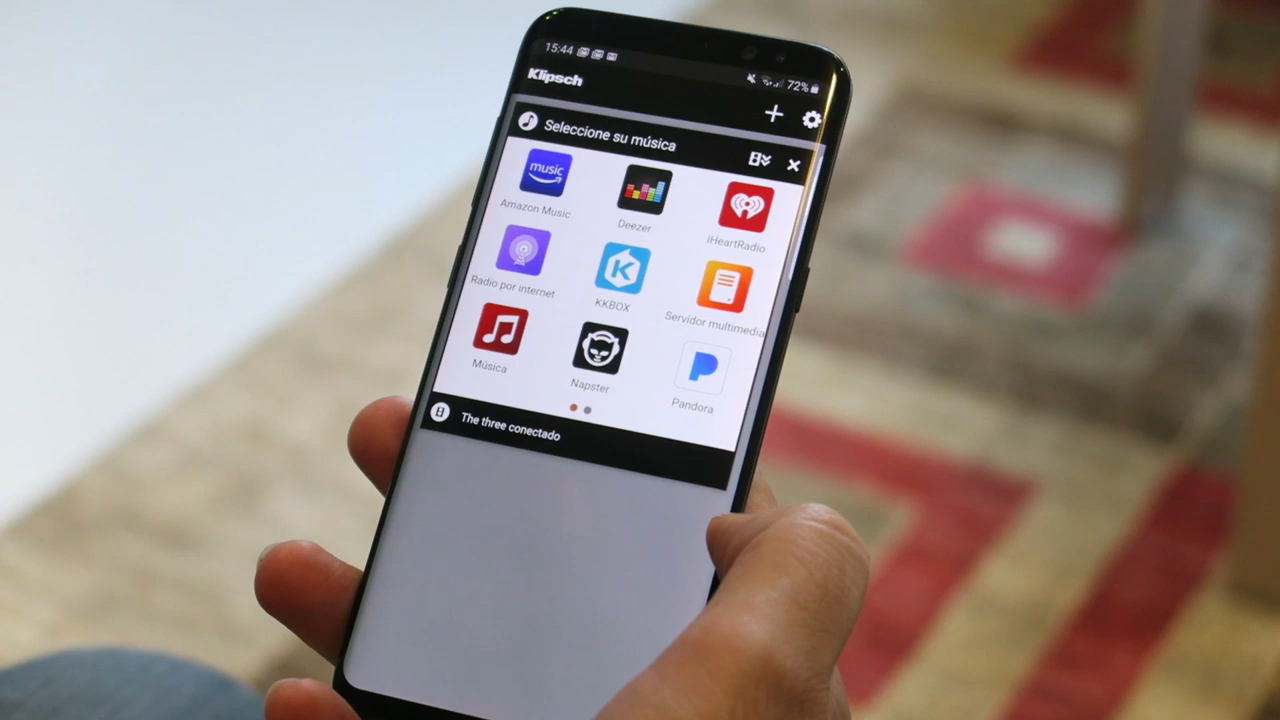 15:44
72%
Klipsch
Seleccione su música
music
Amazon Music
Deezer
iHeartRadio
Radio por internet
KKBOX
Servidor multimedia
Música
Napster
Pandora
The three conectado